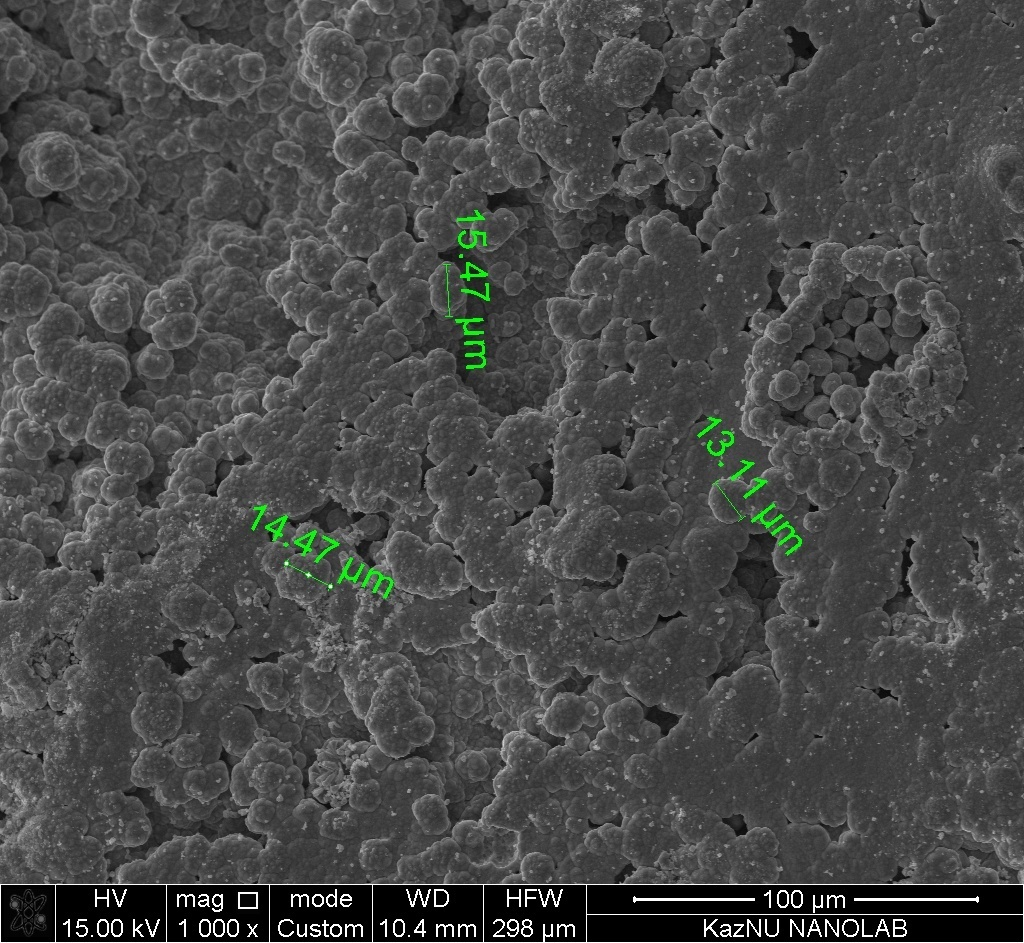 15.47 µm
13.11 µm
14.47 µm
HV mag mode WD HFW 100 µm
15.00 kV 1 000 x Custom 10.4 mm 298 µm KazNU NANOLAB